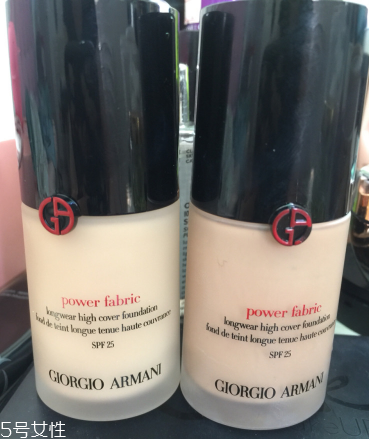 power fabric
longwear high cover foundation
fond de teint longue tenue haute couvrance
SPF 25
GIORGIO ARMANI
power fabric
longwear high cover foundation
fond de teint longue tenue haute couvrance
SPF 25
GIORGIO ARMANI
5号女性